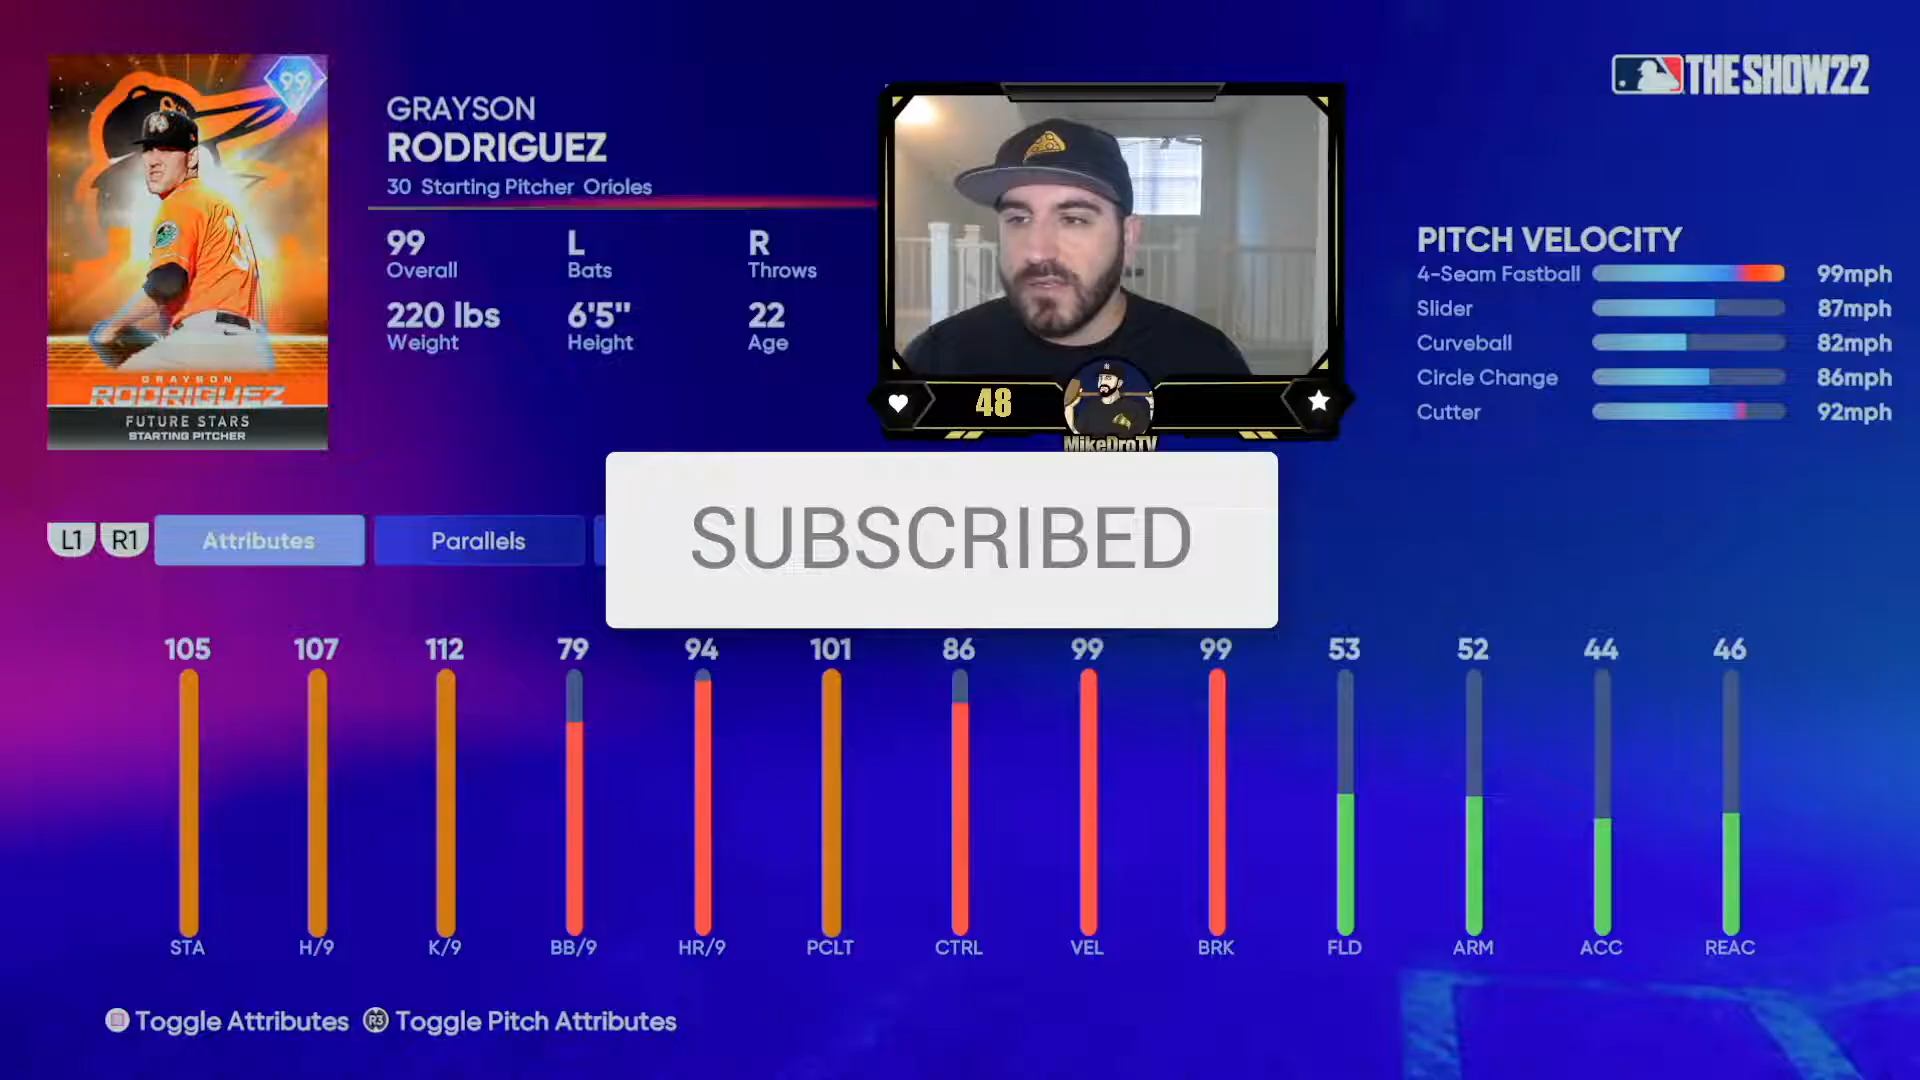 99
GRAYSON
RODRIGUEZ
FUTURE STARS
STARTING PITCHER
GRAYSON
RODRIGUEZ
30 Starting Pitcher Orioles
99
Overall
L
Bats
R
Throws
220 lbs
Weight
6'5"
Height
22
Age
48
MikeDroTV
THE SHOW 22
PITCH VELOCITY
4-Seam Fastball 99mph
Slider 87mph
Curveball 82mph
Circle Change 86mph
Cutter 92mph
L1 R1 Attributes Parallels
SUBSCRIBED
105 107 112 79 94 101 86 99 99 53 52 44 46
STA H/9 K/9 BB/9 HR/9 PCLT CTRL VEL BRK FLD ARM ACC REAC
Toggle Attributes R3 Toggle Pitch Attributes